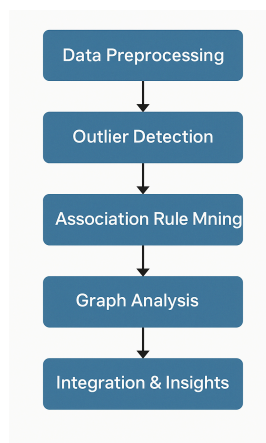 Data Preprocessing
Outlier Detection
Association Rule Mning
Graph Analysis
Integration & Insights